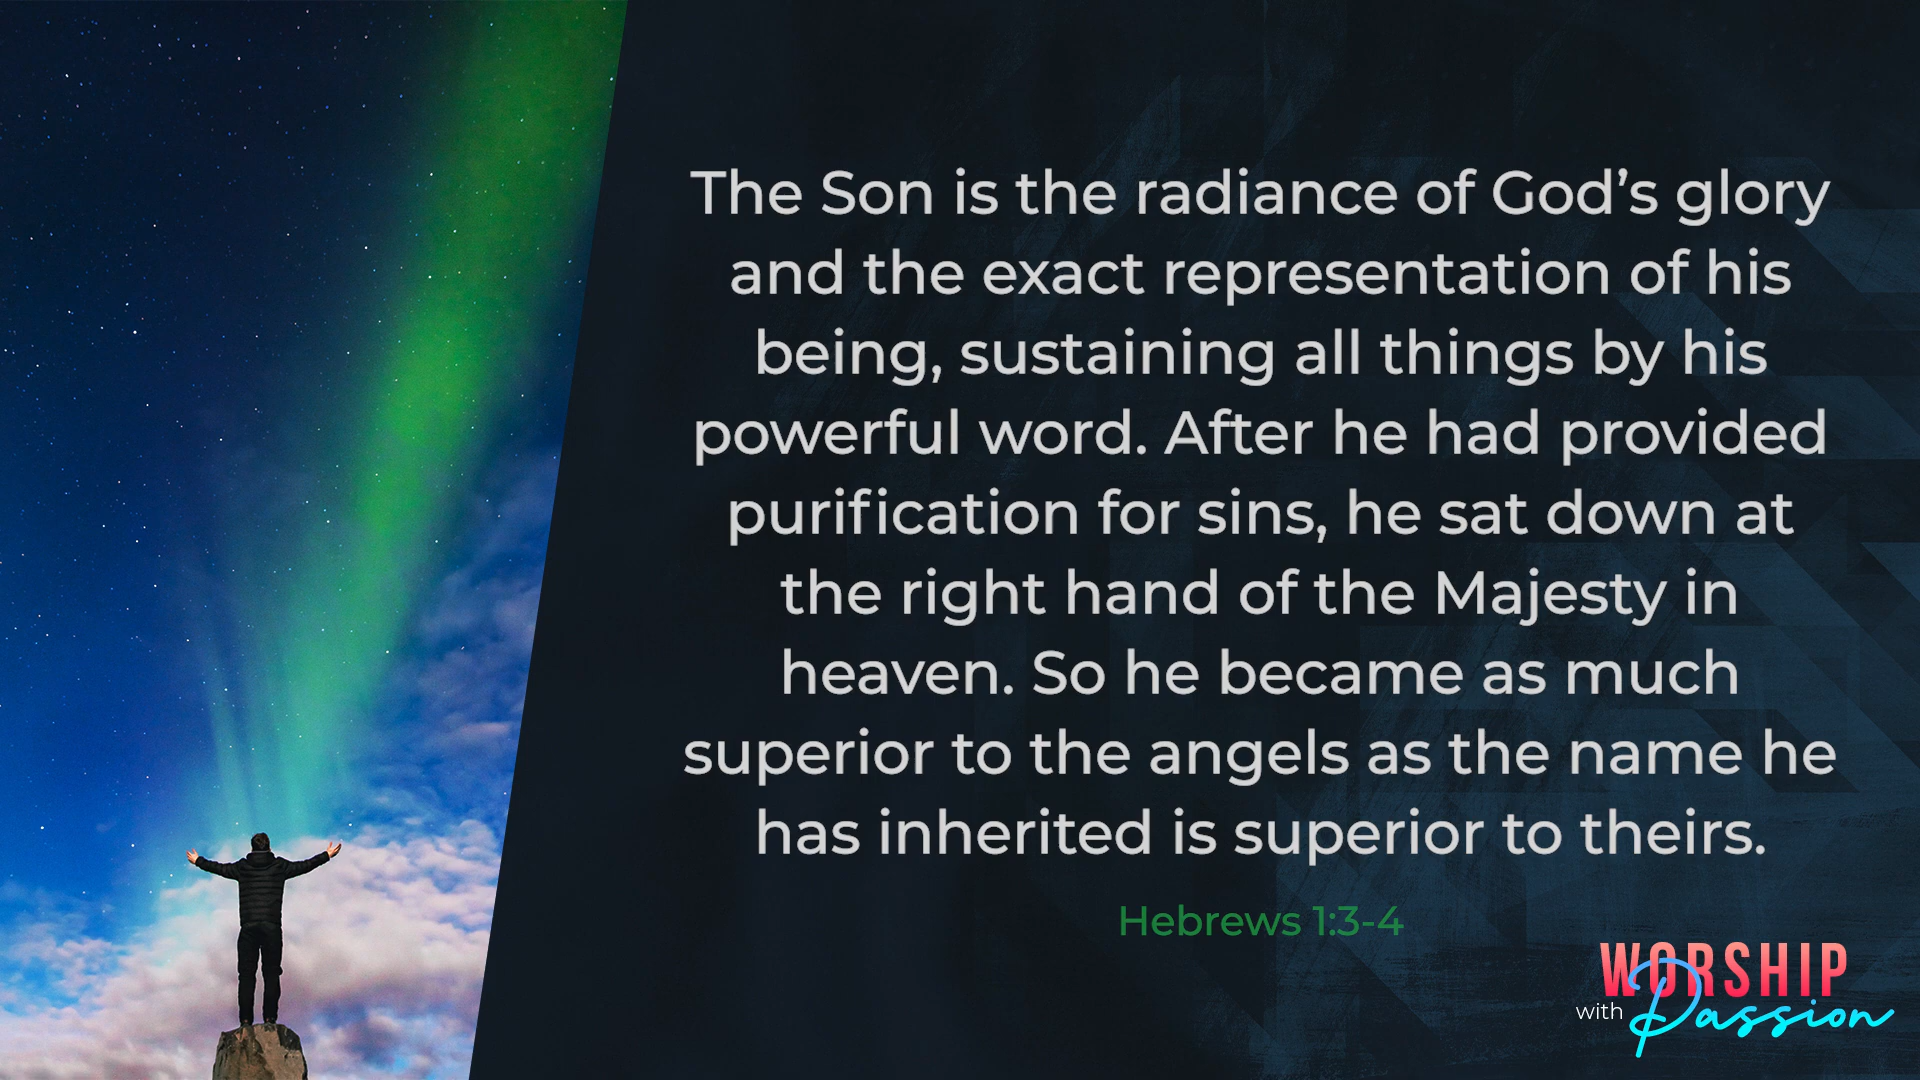 The Son is the radiance of God’s glory
and the exact representation of his
being, sustaining all things by his
powerful word. After he had provided
purification for sins, he sat down at
the right hand of the Majesty in
heaven. So he became as much
superior to the angels as the name he
has inherited is superior to theirs.
Hebrews 1:3-4
WORSHIP
with Passion